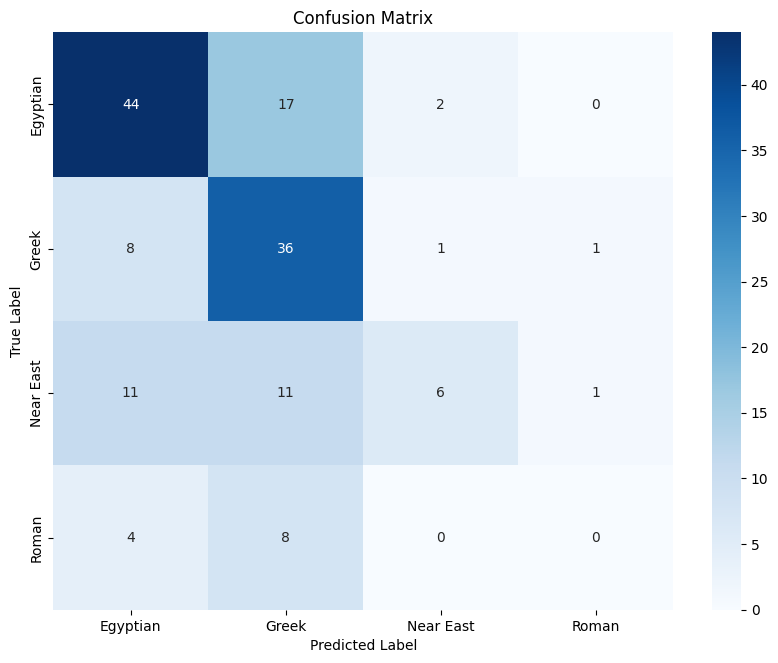 Confusion Matrix
True Label
Egyptian
44 17 2 0
Greek
8 36 1 1
Near East
11 11 6 1
Roman
4 8 0 0
Egyptian Greek Near East Roman
Predicted Label
40
35
30
25
20
15
10
5
0